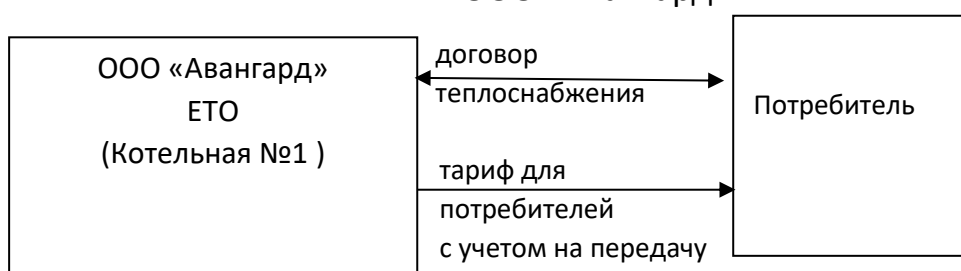 ООО «Авангард»
ЕТО
(Котельная №1 )
договор
теплоснабжения
Потребитель
тариф для
потребителей
с учетом на передачу